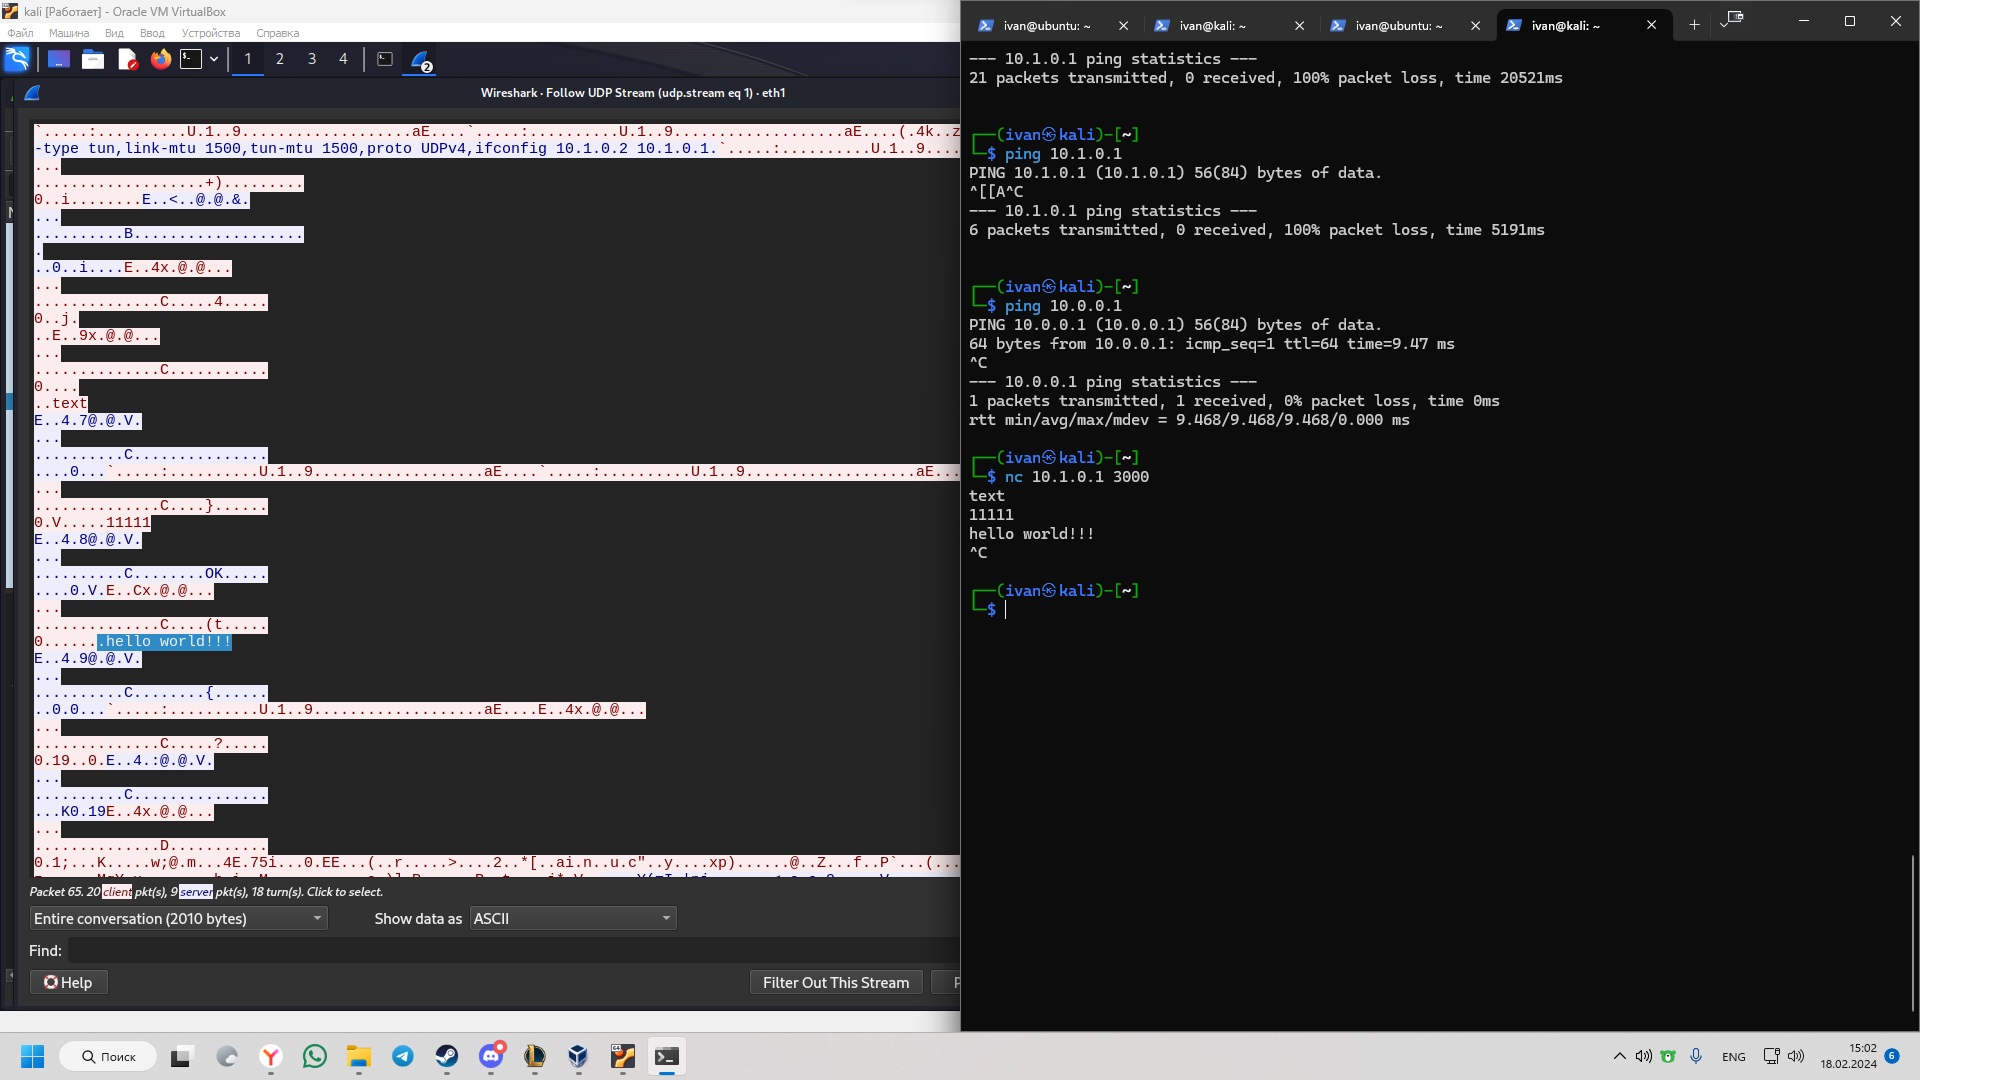 kali [Работает] - Oracle VM VirtualBox
Файл Машина Вид Ввод Устройства Справка
1 2 3 4
2
Wireshark · Follow UDP Stream (udp.stream eq 1) · eth1
`.....:..........U.1..9...................aE....`.....:..........U.1..9...................aE....(.4k..z
-type tun,link-mtu 1500,tun-mtu 1500,proto UDPv4,ifconfig 10.1.0.2 10.1.0.1.`.....:..........U.1..9....
...
...................+).........
0..i........E..<..@.@.&.
...
..........B...................
.
..0..i....E..4x.@.@...
...
..............C.....4.....
0..j.
..E..9x.@.@...
...
..............C...........
0....
..text
E..4.7@.@.V.
...
..........C...............
....0...`.....:..........U.1..9...................aE....`.....:..........U.1..9...................aE...
...
..............C....}......
0.V.....11111
E..4.8@.@.V.
...
..........C........OK.....
....0.V.E..Cx.@.@...
...
..............C....(t.....
0.......hello world!!!
E..4.9@.@.V.
...
..........C........{......
..0.0...`.....:..........U.1..9...................aE....E..4x.@.@...
...
..............C.....?.....
0.19..0.E..4.:@.@.V.
...
..........C...............
...K0.19E..4x.@.@...
...
..............D...........
0.1;...K.....w;@.m...4E.75i...0.EE...(..r.....>....2..*[..ai.n..u.c"..y....xp)......@..Z...f..P`...(...
Packet 65. 20 client pkt(s), 9 server pkt(s), 18 turn(s). Click to select.
Entire conversation (2010 bytes)
Show data as ASCII
Find:
Help
Filter Out This Stream
P
ivan@ubuntu: ~
ivan@kali: ~
ivan@ubuntu: ~
ivan@kali: ~
--- 10.1.0.1 ping statistics ---
21 packets transmitted, 0 received, 100% packet loss, time 20521ms
┌──(ivan㉿kali)-[~]
└─$ ping 10.1.0.1
PING 10.1.0.1 (10.1.0.1) 56(84) bytes of data.
^[[A^C
--- 10.1.0.1 ping statistics ---
6 packets transmitted, 0 received, 100% packet loss, time 5191ms
┌──(ivan㉿kali)-[~]
└─$ ping 10.0.0.1
PING 10.0.0.1 (10.0.0.1) 56(84) bytes of data.
64 bytes from 10.0.0.1: icmp_seq=1 ttl=64 time=9.47 ms
^C
--- 10.0.0.1 ping statistics ---
1 packets transmitted, 1 received, 0% packet loss, time 0ms
rtt min/avg/max/mdev = 9.468/9.468/9.468/0.000 ms
┌──(ivan㉿kali)-[~]
└─$ nc 10.1.0.1 3000
text
11111
hello world!!!
^C
┌──(ivan㉿kali)-[~]
└─$
Поиск
ENG
15:02
18.02.2024
6